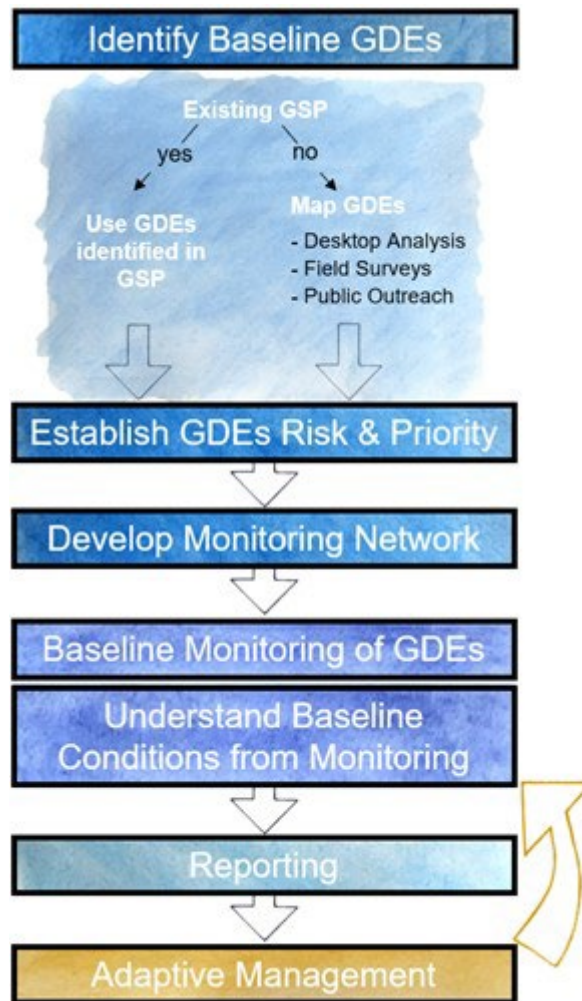 Identify Baseline GDEs
Existing GSP
yes
no
Use GDEs
identified in
GSP
Map GDEs
- Desktop Analysis
- Field Surveys
- Public Outreach
Establish GDEs Risk & Priority
Develop Monitoring Network
Baseline Monitoring of GDEs
Understand Baseline
Conditions from Monitoring
Reporting
Adaptive Management